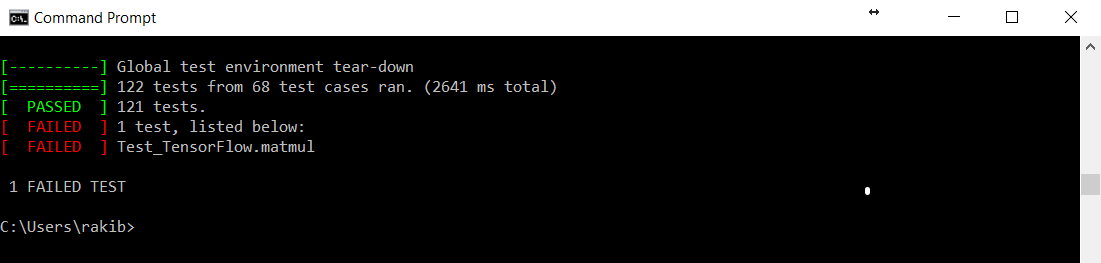 Command Prompt
[----------] Global test environment tear-down
[==========] 122 tests from 68 test cases ran. (2641 ms total)
[  PASSED  ] 121 tests.
[  FAILED  ] 1 test, listed below:
[  FAILED  ] Test_TensorFlow.matmul
 1 FAILED TEST
C:\Users\rakib>